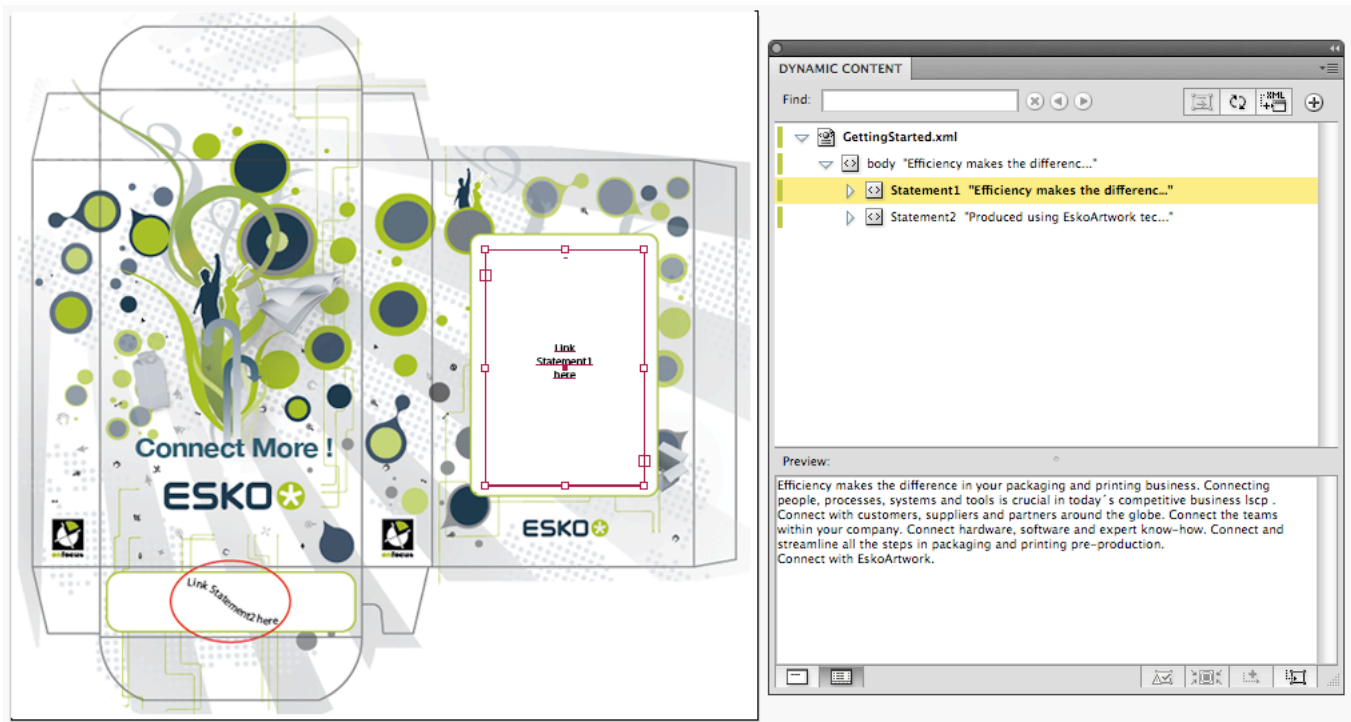 Link
Statement1
here
Connect More !
ESKO
ESKO
enfocus
enfocus
Link Statement2 here
DYNAMIC CONTENT
Find:
XML
GettingStarted.xml
body "Efficiency makes the differenc..."
Statement1 "Efficiency makes the differenc..."
Statement2 "Produced using EskoArtwork tec..."
Preview:
Efficiency makes the difference in your packaging and printing business. Connecting
people, processes, systems and tools is crucial in today´s competitive business lscp .
Connect with customers, suppliers and partners around the globe. Connect the teams
within your company. Connect hardware, software and expert know-how. Connect and
streamline all the steps in packaging and printing pre-production.
Connect with EskoArtwork.